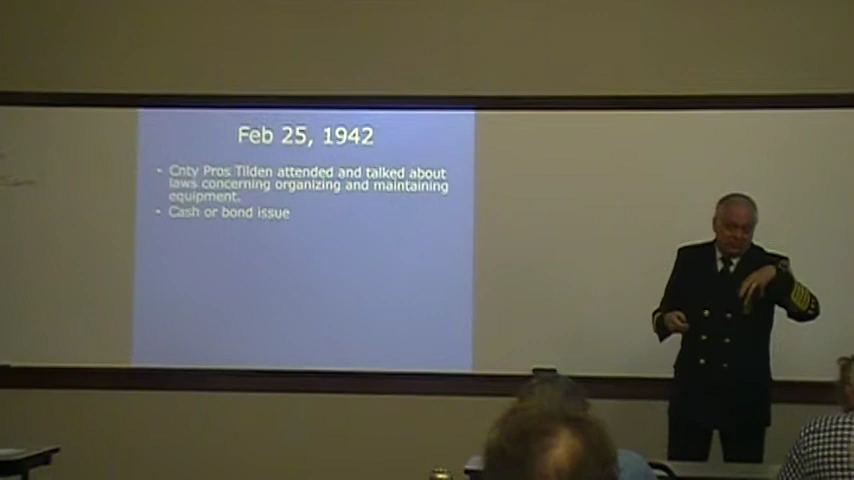 Feb 25, 1942
- Cnty Pros Tilden attended and talked about
laws concerning organizing and maintaining
equipment.
- Cash or bond issue